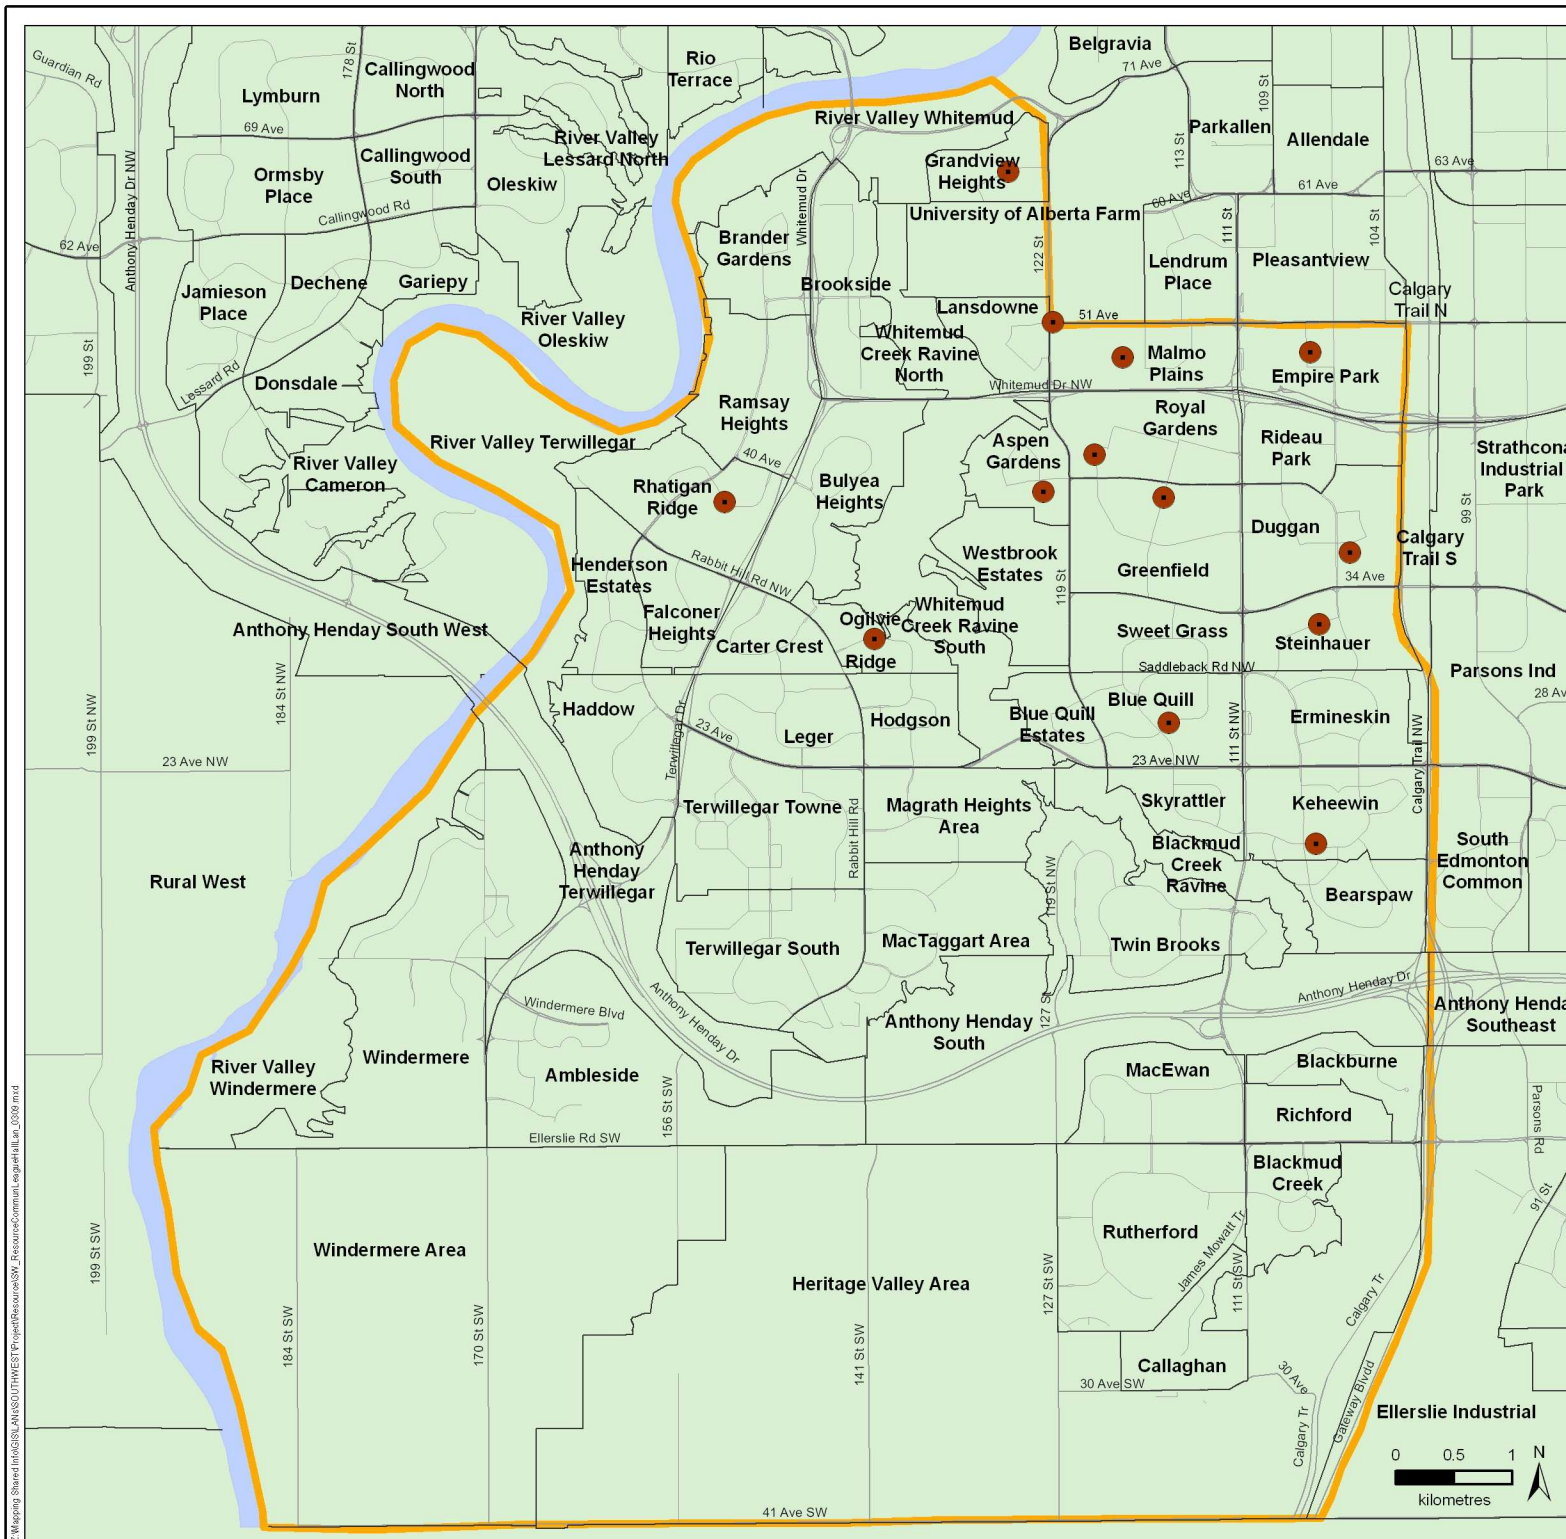 Belgravia
71 Ave
Guardian Rd
178 St
Callingwood
North
Rio
Terrace
Lymburn
109 St
River Valley Whitemud
Parkallen
Allendale
69 Ave
River Valley
Lessard North
113 St
Callingwood
South
Grandview
Heights
63 Ave
Ormsby
Place
Oleskiw
61 Ave
60 Ave
Callingwood Rd
Anthony Henday Dr NW
Whitemud Dr
University of Alberta Farm
62 Ave
Brander
Gardens
122 St
111 St
104 St
Lendrum
Place
Pleasantview
Jamieson
Place
Dechene
Gariepy
Brookside
Calgary
Trail N
Lansdowne
51 Ave
River Valley
Oleskiw
Whitemud
Creek Ravine
North
199 St
Malmo
Plains
Empire Park
Lessard Rd
Donsdale
Whitemud Dr NW
Ramsay
Heights
Royal
Gardens
River Valley Terwillegar
Aspen
Gardens
Rideau
Park
Strathcona
Industrial
Park
River Valley
Cameron
40 Ave
Rhatigan
Ridge
Bulyea
Heights
99 St
Duggan
Calgary
Trail S
Westbrook
Estates
Henderson
Estates
Rabbit Hill Rd NW
119 St
Greenfield
34 Ave
Falconer
Heights
Ogilvie
Ridge
Whitemud
Creek Ravine
South
Anthony Henday South West
Carter Crest
Sweet Grass
Steinhauer
Saddleback Rd NW
Parsons Ind
184 St NW
199 St NW
28 Av
Haddow
Terwillegar Dr
23 Ave
Leger
Hodgson
Blue Quill
Estates
Blue Quill
111 St NW
Ermineskin
Calgary Trail NW
23 Ave NW
23 Ave NW
Terwillegar Towne
Rabbit Hill Rd
Magrath Heights
Area
Skyrattler
Keheewin
Anthony
Henday
Terwillegar
Blackmud
Creek
Ravine
South
Edmonton
Common
Rural West
119 St NW
Bearspaw
Terwillegar South
MacTaggart Area
Twin Brooks
Windermere Blvd
Anthony Henday Dr
127 St
Anthony Henday Dr
Anthony Henday
South
Anthony Henda
Southeast
River Valley
Windermere
Windermere
Ambleside
MacEwan
Blackburne
156 St SW
Richford
Parsons Rd
Ellerslie Rd SW
Blackmud
Creek
91 St
199 St SW
Windermere Area
Rutherford
James Mowatt Tr
Heritage Valley Area
127 St SW
111 St SW
Calgary Tr
184 St SW
170 St SW
141 St SW
Callaghan
30 Ave SW
30 Ave
Calgary Tr
Gateway Blvdd
Ellerslie Industrial
0 0.5 1
kilometres
N
41 Ave SW